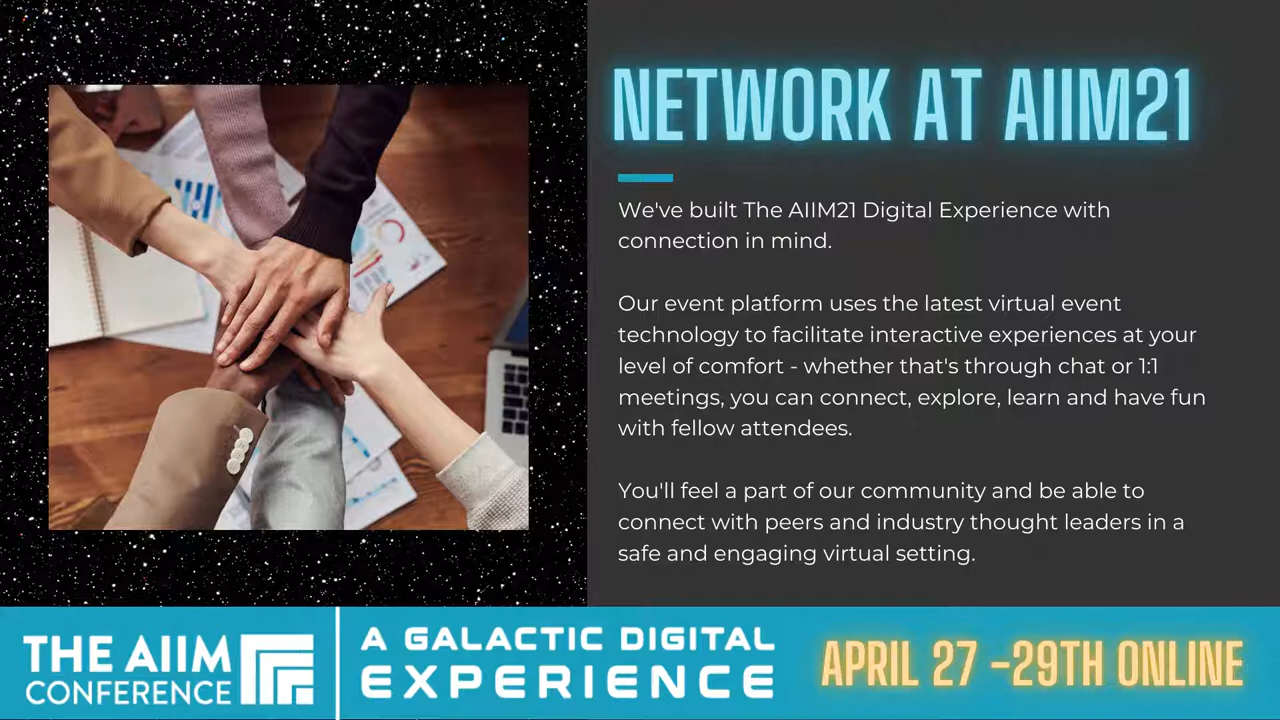 NETWORK AT AIIM21
We've built The AIIM21 Digital Experience with
connection in mind.
Our event platform uses the latest virtual event
technology to facilitate interactive experiences at your
level of comfort - whether that's through chat or 1:1
meetings, you can connect, explore, learn and have fun
with fellow attendees.
You'll feel a part of our community and be able to
connect with peers and industry thought leaders in a
safe and engaging virtual setting.
THE AIIM
CONFERENCE
A GALACTIC DIGITAL
EXPERIENCE
APRIL 27 -29TH ONLINE